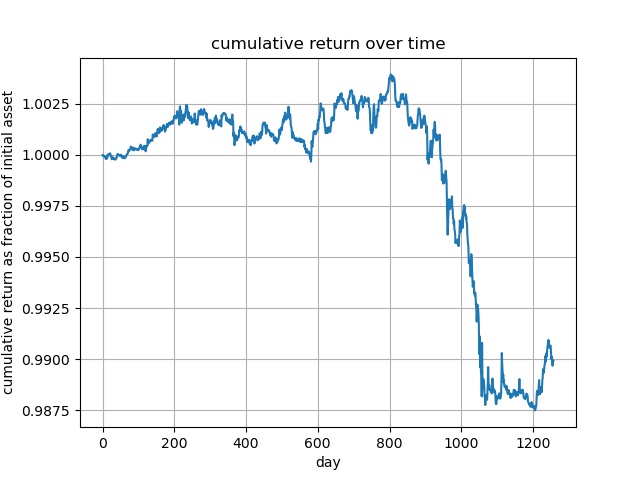 cumulative return over time
cumulative return as fraction of initial asset
1.0025
1.0000
0.9975
0.9950
0.9925
0.9900
0.9875
0 200 400 600 800 1000 1200
day